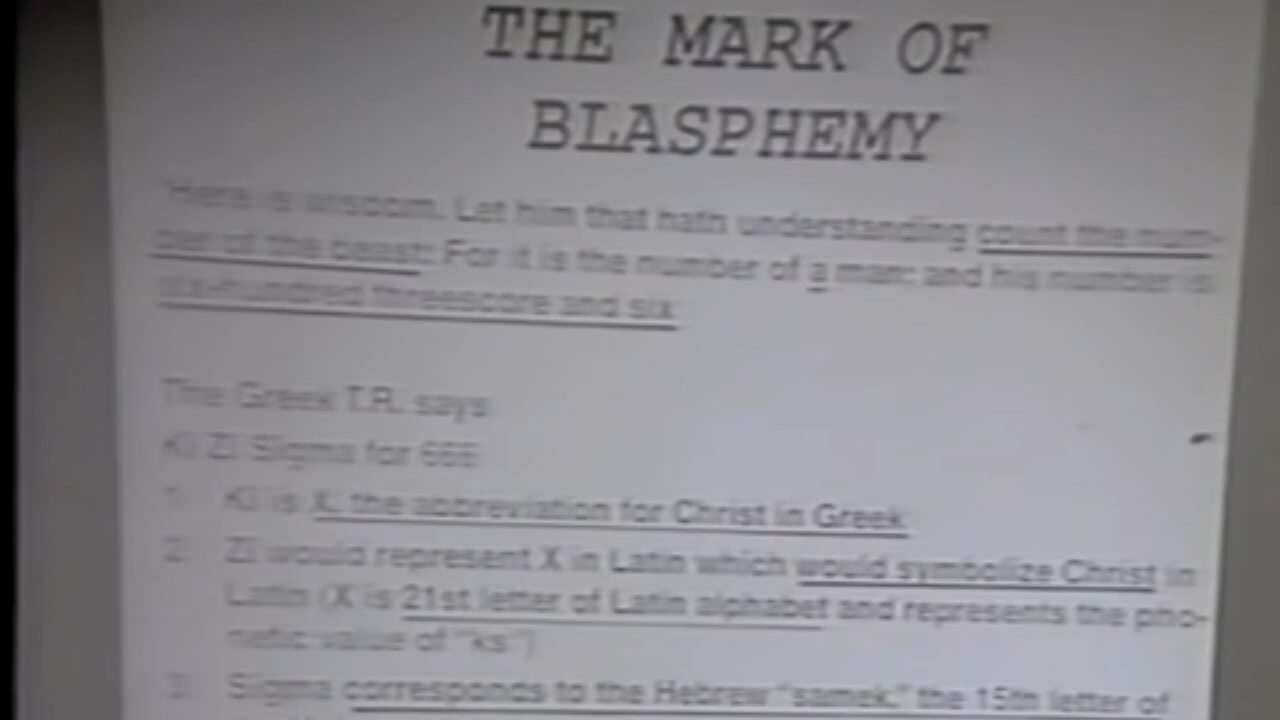 THE MARK OF
BLASPHEMY
"Here is wisdom. Let him that hath understanding count the num-
ber of the beast: For it is the number of a man; and his number is
six-hundred threescore and six
The Greek T.R. says
Ki Zi Sigma for 666
1. Ki is X, the abbreviation for Christ in Greek
2. Zi would represent X in Latin which would symbolize Christ in
Latin (X is 21st letter of Latin alphabet and represents the pho-
netic value of "ks")
3. Sigma corresponds to the Hebrew "samek," the 15th letter of